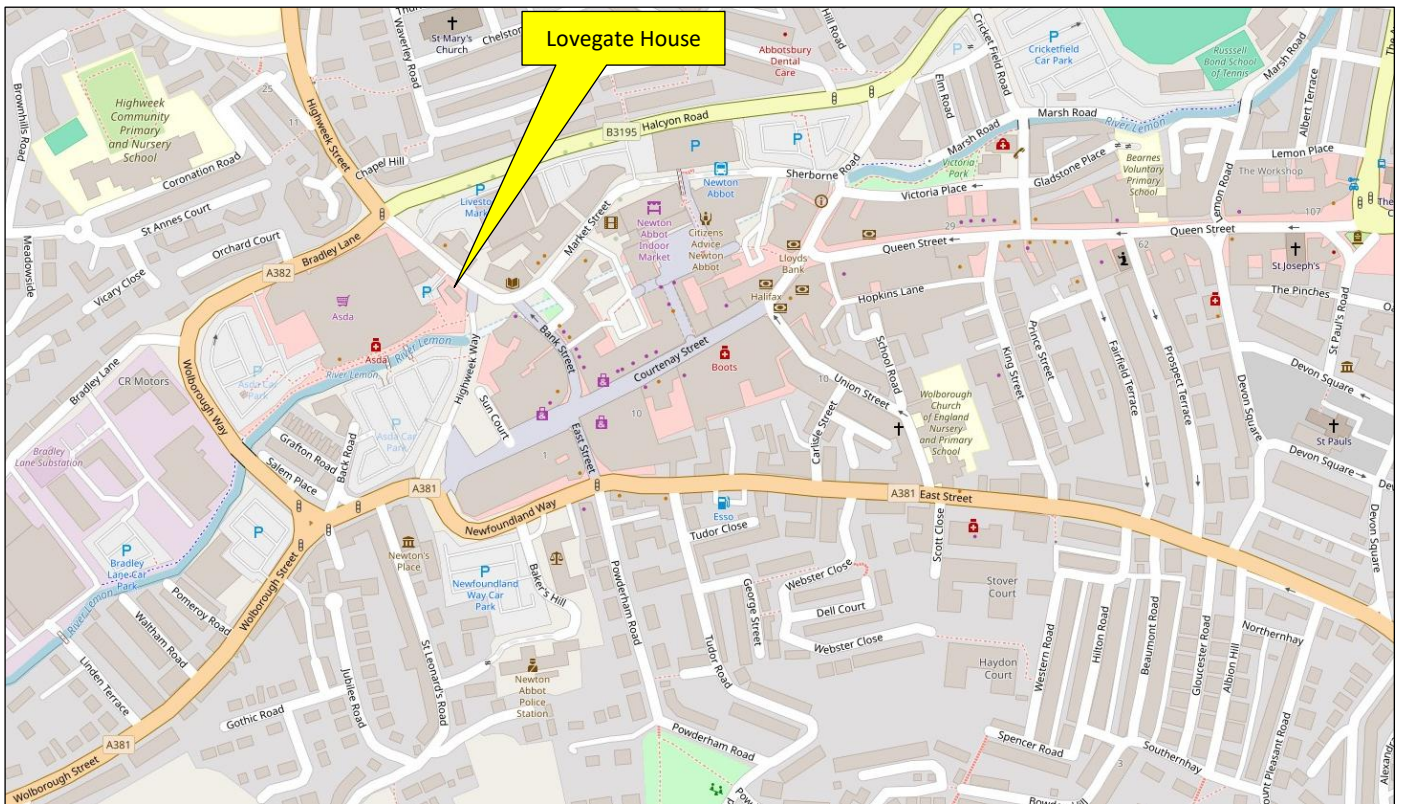 Lovegate House
St Mary's
Church
Chelston
Waverley Road
Abbotsbury
Dental
Care
Hill Road
Cricket Field Road
Cricketfield
Car Park
Russsell
Bond School
of Tennis
Marsh Road
Brownhills Road
Highweek
Community
Primary
and Nursery
School
25
11
Highweek Street
B3195
Halcyon Road
Elm Road
Marsh Road
Marsh Road
River Lemon
Albert Terrace
Coronation Road
Chapel Hill
Newton
Abbot
Sherborne Road
Victoria
Park
Gladstone Place
Bearnes
Voluntary
Primary
School
Lemon Place
The Workshop
Lemon Road
St Annes Court
Livestock
Market
Market Street
Victoria Place
Meadowside
Orchard Court
Bradley Lane
Newton
Abbot
Indoor
Market
Citizens
Advice
Newton
Abbot
29
Queen Street
62
Queen Street
107
Vicary Close
A382
Lloyds
Bank
St Joseph's
Asda
Halifax
Hopkins Lane
The Pinches
St Paul's Road
Bank Street
Prince Street
Asda
River Lemon
River Lemon
Highweek Way
Courtenay Street
Boots
School Road
King Street
Fairfield Terrace
Prospect Terrace
Devon Square
Devon Square
Bradley Lane
CR Motors
Wolborough Way
Asda Car
Park
Sun Court
10
10
Union Street
Wolborough
Church
of England
Nursery
and Primary
School
Asda Car
Park
Grafton Road
Back Road
Carlisle Street
St Pauls
Bradley
Lane Substation
Salem Place
East Street
1
Devon Square
A381
A381
East Street
Newfoundland Way
Esso
Tudor Close
Scott Close
Devon Square
Bradley
Lane Car
Park
Newton's
Place
River Lemon
Newfoundland
Way Car
Park
Baker's Hill
Powderham Road
Webster Close
Stover
Court
Pomeroy Road
Wolborough Street
George Street
Dell Court
Waltham Road
Webster Close
Northernhay
Linden Terrace
St Leonard's Road
Tudor Road
Western Road
Hilton Road
Beaumont Road
Gloucester Road
Albion Hill
Haydon
Court
Jubilee Road
Newton
Abbot
Police
Station
Gothic Road
A381
Wolborough Street
Powderham Road
Spencer Road
Southernhay
3